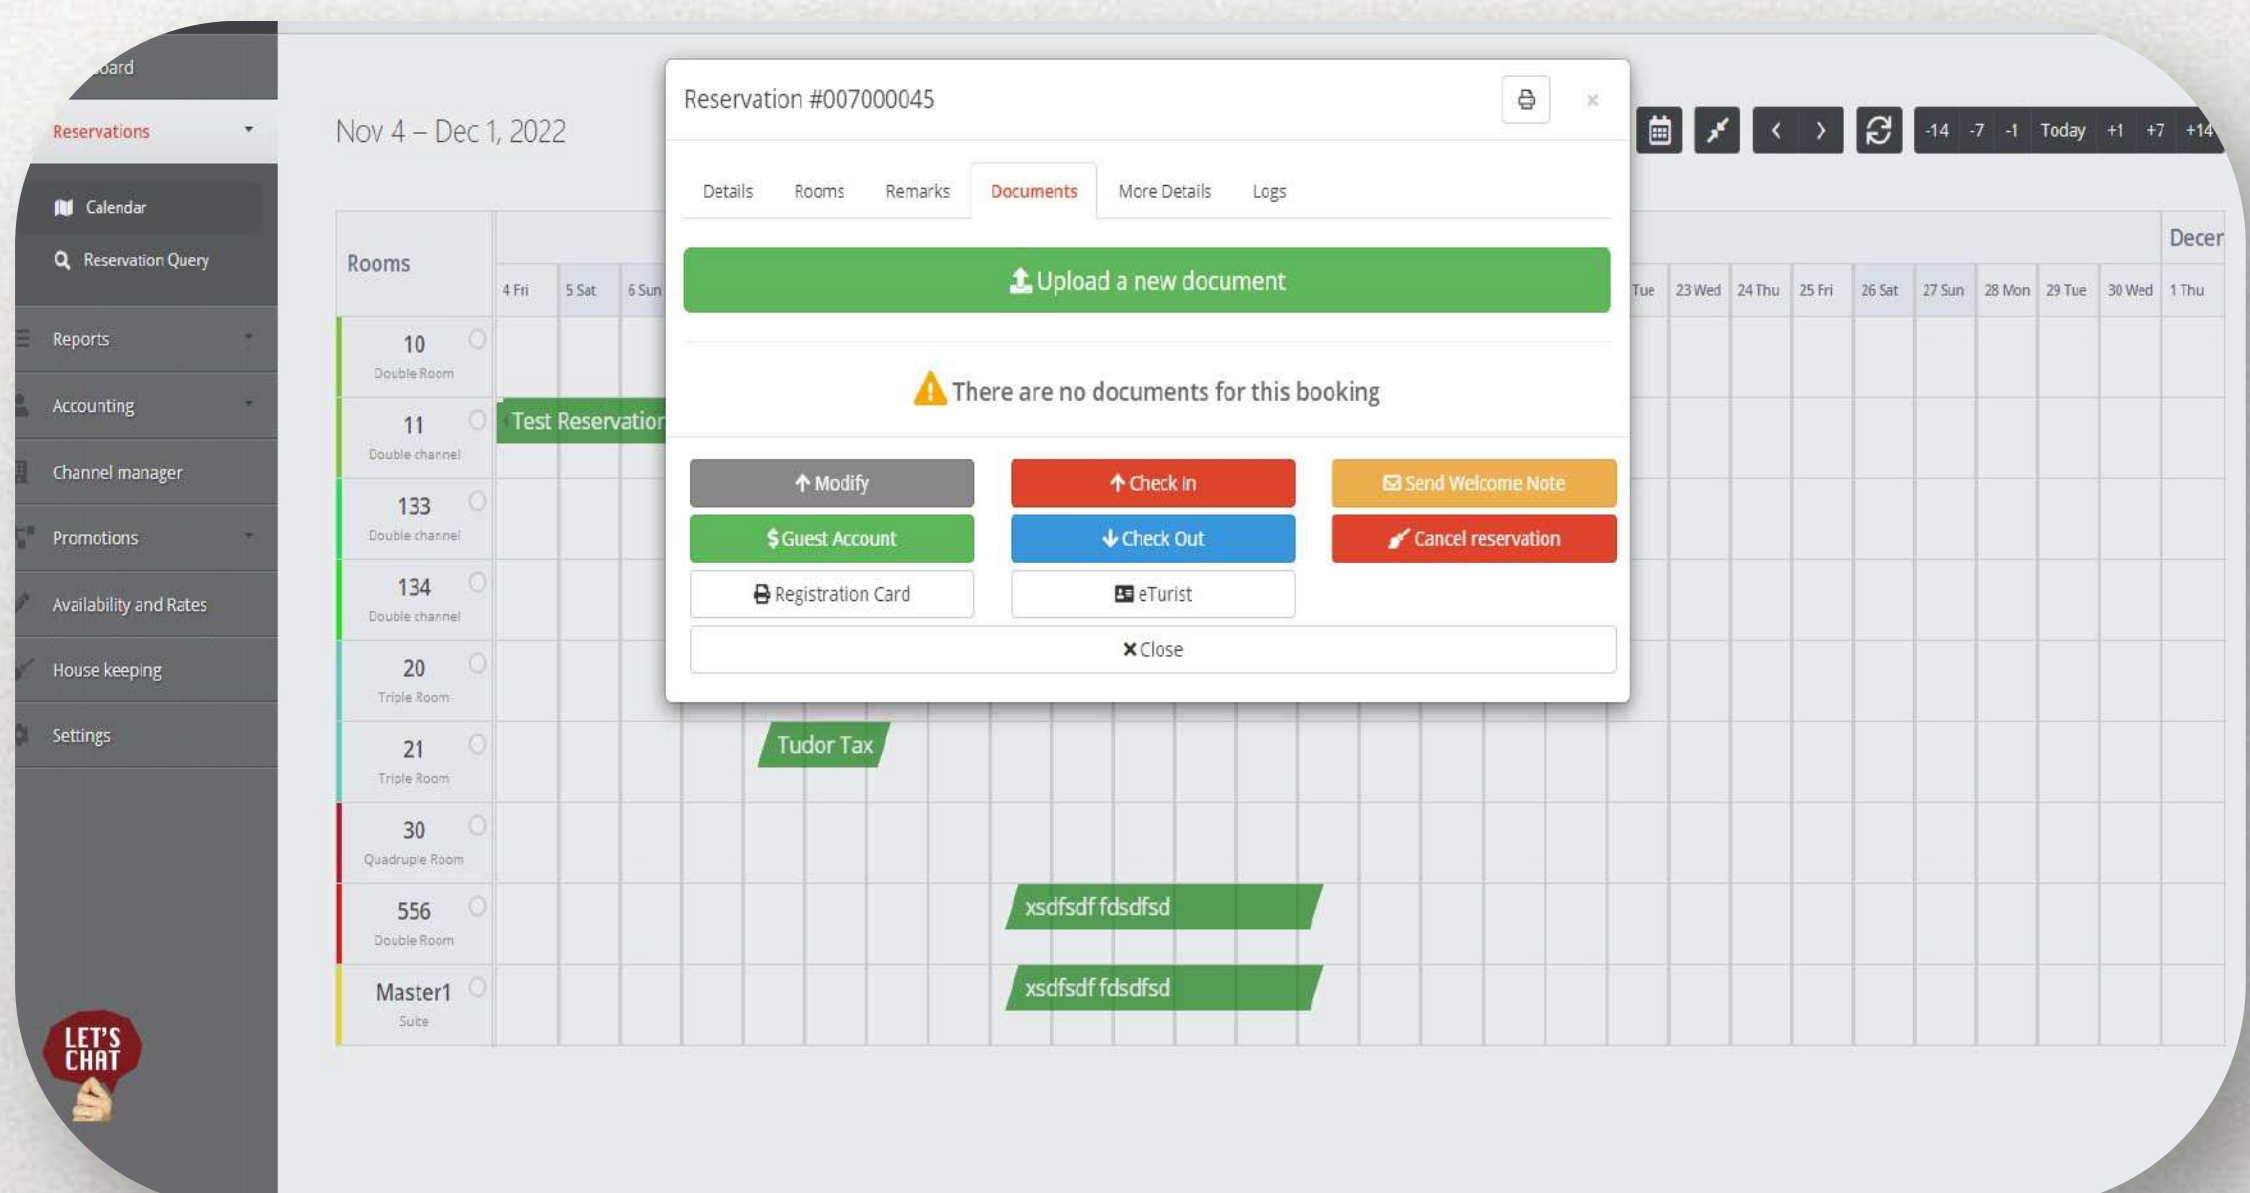 Reservations
Calendar
Reservation Query
Reports
Accounting
Channel manager
Promotions
Availability and Rates
House keeping
Settings
LET'S
CHAT
Nov 4 – Dec 1, 2022
-14 -7 -1 Today +1 +7 +14
Rooms
4 Fri 5 Sat 6 Sun
Tue 23 Wed 24 Thu 25 Fri 26 Sat 27 Sun 28 Mon 29 Tue 30 Wed 1 Thu
10
Double Room
11
Double channel
Test Reservation
133
Double channel
134
Double channel
20
Triple Room
21
Triple Room
Tudor Tax
30
Quadruple Room
556
Double Room
xsdfsdf fdsdfsd
Master1
Suite
xsdfsdf fdsdfsd
Reservation #007000045
×
Details Rooms Remarks Documents More Details Logs
Upload a new document
There are no documents for this booking
Modify Check In Send Welcome Note
Guest Account Check Out Cancel reservation
Registration Card eTurist
Close